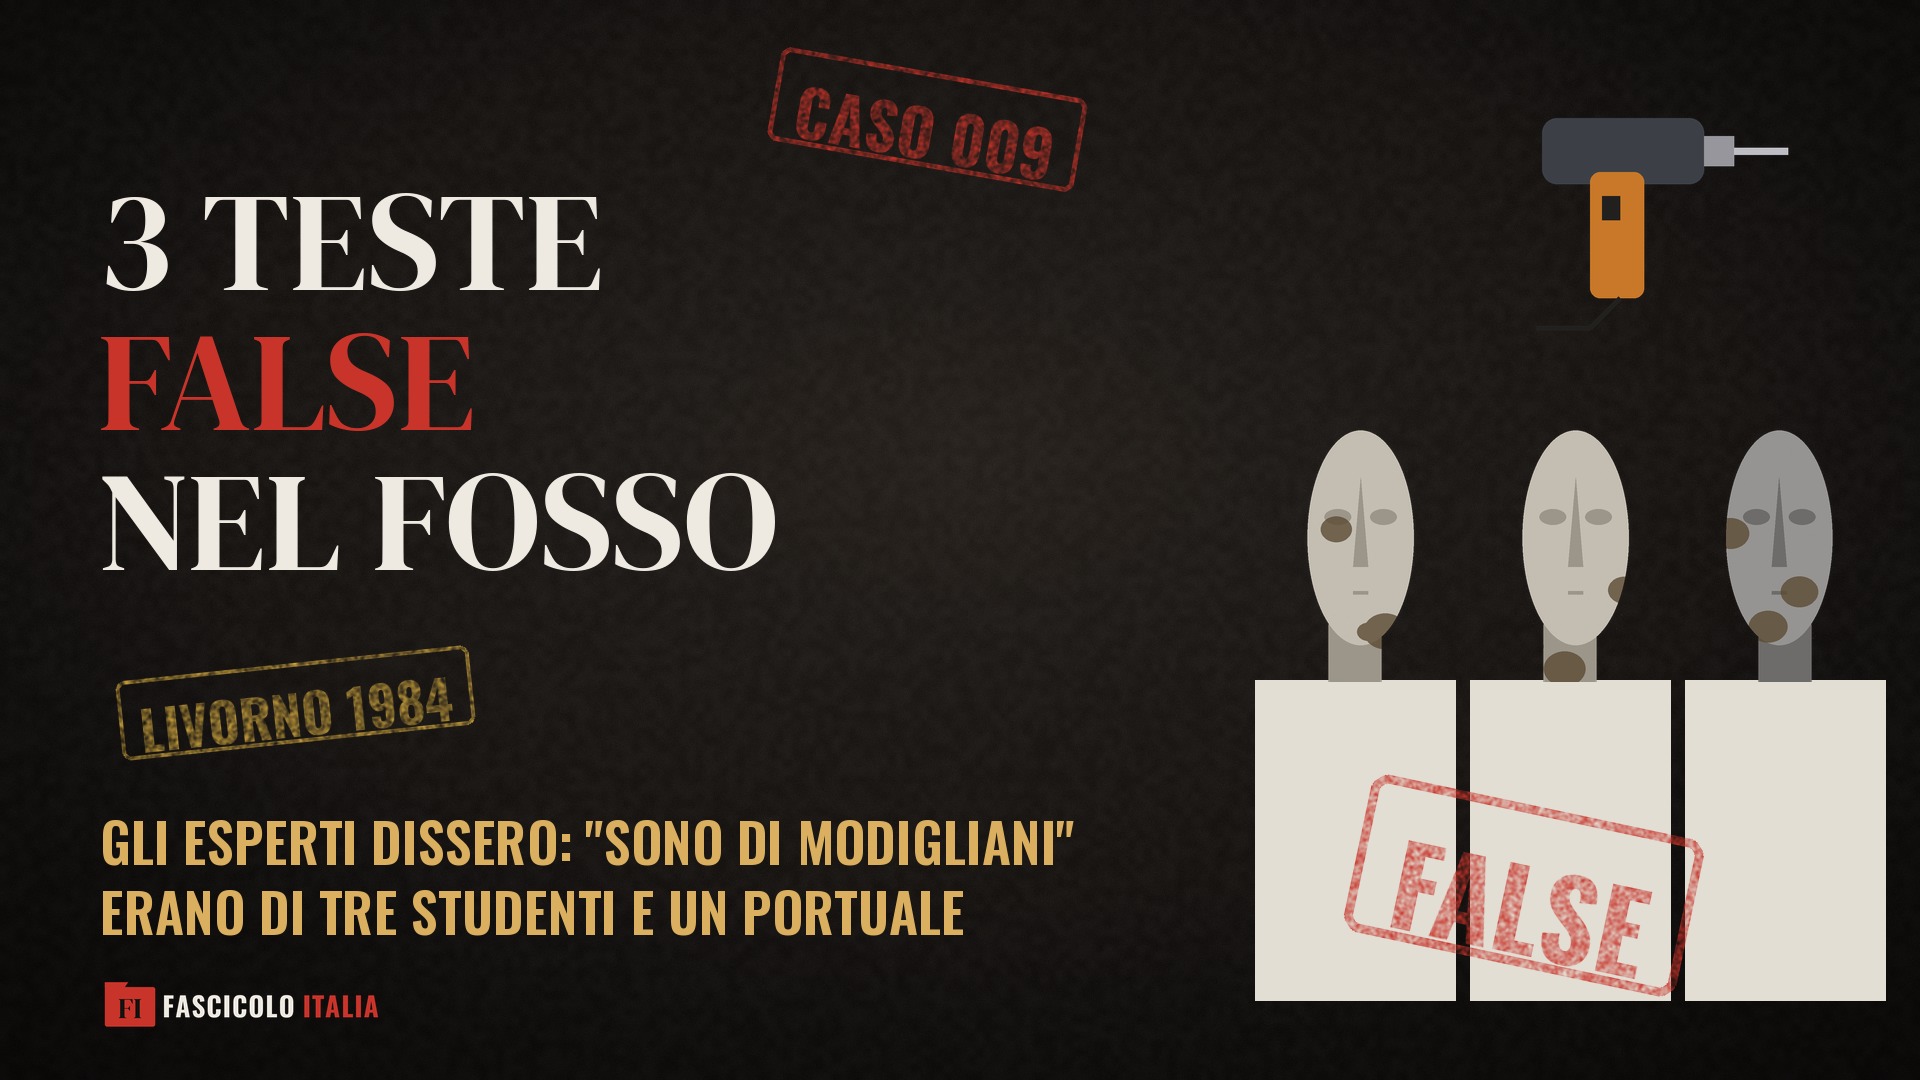 CASO 009
3 TESTE
FALSE
NEL FOSSO
LIVORNO 1984
GLI ESPERTI DISSERO: "SONO DI MODIGLIANI"
ERANO DI TRE STUDENTI E UN PORTUALE
FI FASCICOLO ITALIA
FALSE